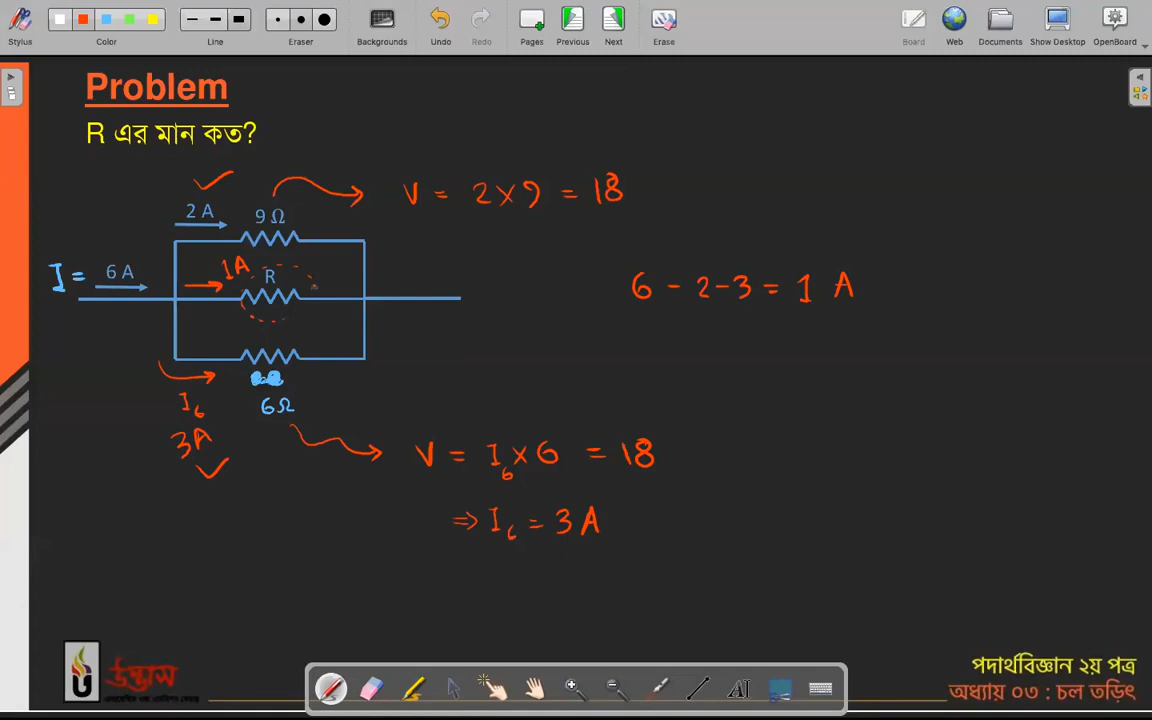 Stylus
Color
Line
Eraser
Backgrounds
Undo
Redo
Pages
Previous
Next
Erase
Board
Web
Documents
Show Desktop
OpenBoard
Problem
R এর মান কত?
V = 2 × 9 = 18
2 A
9 Ω
I =
6 A
1A
R
6 - 2 - 3 = 1 A
6Ω
I₆
3A
V = I₆ × 6 = 18
⇒ I₆ = 3 A
উদ্ভাস
পদার্থবিজ্ঞান ২য় পত্র
অধ্যায় ০৩ : চল তড়িৎ